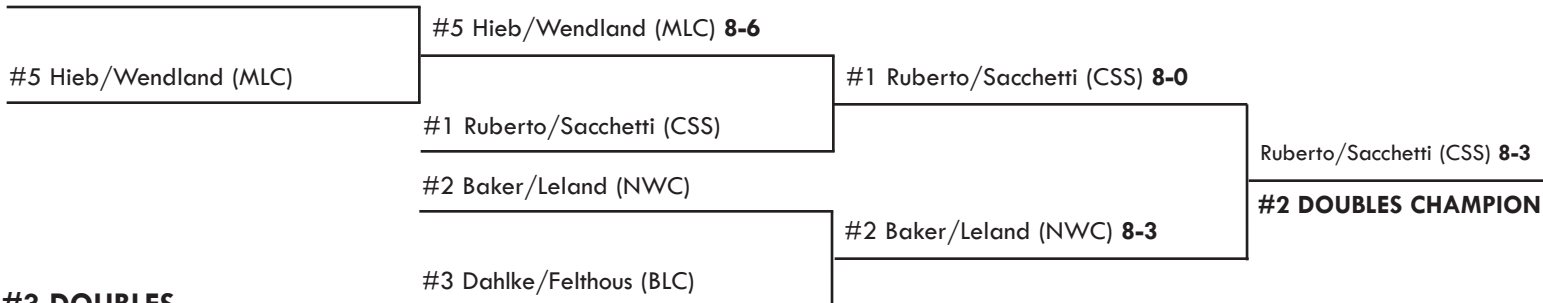 #5 Hieb/Wendland (MLC) 8-6
#5 Hieb/Wendland (MLC)
#1 Ruberto/Sacchetti (CSS) 8-0
#1 Ruberto/Sacchetti (CSS)
Ruberto/Sacchetti (CSS) 8-3
#2 DOUBLES CHAMPION
#2 Baker/Leland (NWC)
#2 Baker/Leland (NWC) 8-3
#3 Dahlke/Felthous (BLC)
#3 DOUBLES